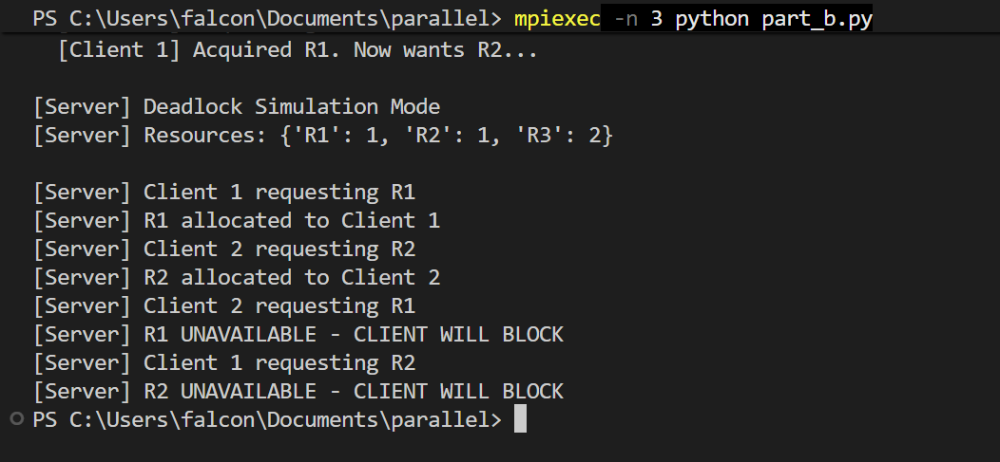 PS C:\Users\falcon\Documents\parallel> mpiexec -n 3 python part_b.py
[Client 1] Acquired R1. Now wants R2...
[Server] Deadlock Simulation Mode
[Server] Resources: {'R1': 1, 'R2': 1, 'R3': 2}
[Server] Client 1 requesting R1
[Server] R1 allocated to Client 1
[Server] Client 2 requesting R2
[Server] R2 allocated to Client 2
[Server] Client 2 requesting R1
[Server] R1 UNAVAILABLE - CLIENT WILL BLOCK
[Server] Client 1 requesting R2
[Server] R2 UNAVAILABLE - CLIENT WILL BLOCK
PS C:\Users\falcon\Documents\parallel>